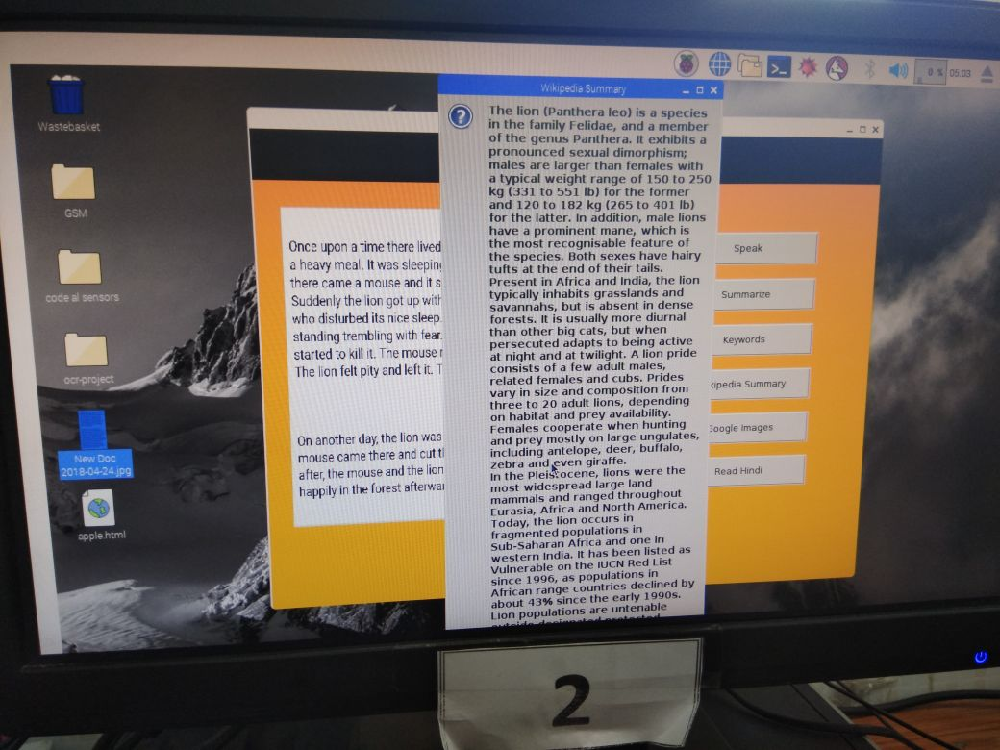 0 %
05:03
Wastebasket
GSM
code al sensors
ocr-project
New Doc
2018-04-24.jpg
apple.html
Once upon a time there lived
a heavy meal. It was sleeping
there came a mouse and it s
Suddenly the lion got up with
who disturbed its nice sleep.
standing trembling with fear.
started to kill it. The mouse r
The lion felt pity and left it. T
On another day, the lion was
mouse came there and cut t
after, the mouse and the lion
happily in the forest afterwa
Wikipedia Summary
The lion (Panthera leo) is a species
in the family Felidae, and a member
of the genus Panthera. It exhibits a
pronounced sexual dimorphism;
males are larger than females with
a typical weight range of 150 to 250
kg (331 to 551 lb) for the former
and 120 to 182 kg (265 to 401 lb)
for the latter. In addition, male lions
have a prominent mane, which is
the most recognisable feature of
the species. Both sexes have hairy
tufts at the end of their tails.
Present in Africa and India, the lion
typically inhabits grasslands and
savannahs, but is absent in dense
forests. It is usually more diurnal
than other big cats, but when
persecuted adapts to being active
at night and at twilight. A lion pride
consists of a few adult males,
related females and cubs. Prides
vary in size and composition from
three to 20 adult lions, depending
on habitat and prey availability.
Females cooperate when hunting
and prey mostly on large ungulates,
including antelope, deer, buffalo,
zebra and even giraffe.
In the Pleistocene, lions were the
most widespread large land
mammals and ranged throughout
Eurasia, Africa and North America.
Today, the lion occurs in
fragmented populations in
Sub-Saharan Africa and one in
western India. It has been listed as
Vulnerable on the IUCN Red List
since 1996, as populations in
African range countries declined by
about 43% since the early 1990s.
Lion populations are untenable
outside designated protected
Speak
Summarize
Keywords
kipedia Summary
Google Images
Read Hindi
2